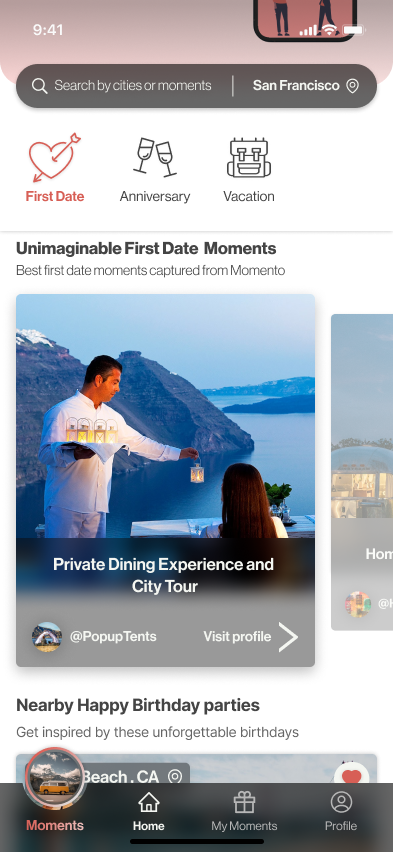 9:41
Search by cities or moments
San Francisco
First Date
Anniversary
Vacation
Unimaginable First Date Moments
Best first date moments captured from Momento
Private Dining Experience and
City Tour
@PopupTents
Visit profile
Hom
@H
Nearby Happy Birthday parties
Get inspired by these unforgettable birthdays
Beach , CA
Moments
Home
My Moments
Profile